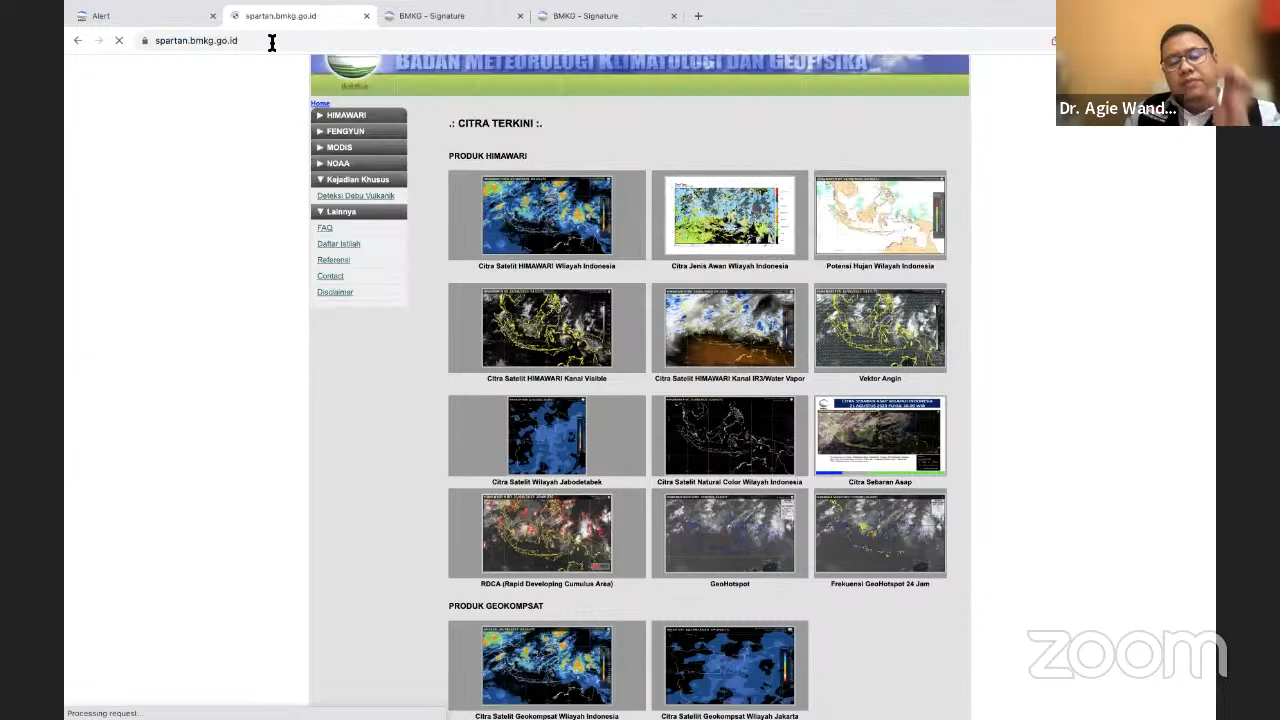 Alert
spartan.bmkg.go.id
BMKG - Signature
BMKG - Signature
spartan.bmkg.go.id
Dr. Agie Wand...
BADAN METEOROLOGI KLIMATOLOGI DAN GEOFISIKA
Home
HIMAWARI
FENGYUN
MODIS
NOAA
Kejadian Khusus
Deteksi Debu Vulkanik
Lainnya
FAQ
Daftar Istilah
Referensi
Contact
Disclaimer
.: CITRA TERKINI :.
PRODUK HIMAWARI
Citra Satelit HIMAWARI Wilayah Indonesia
Citra Jenis Awan Wilayah Indonesia
Potensi Hujan Wilayah Indonesia
Citra Satelit HIMAWARI Kanal Visible
Citra Satelit HIMAWARI Kanal IR3/Water Vapor
Vektor Angin
CITRA SEBARAN ASAP WILAYAH INDONESIA
Citra Satelit Wilayah Jabodetabek
Citra Satelit Natural Color Wilayah Indonesia
Citra Sebaran Asap
RDCA (Rapid Developing Cumulus Area)
GeoHotspot
Frekuensi GeoHotspot 24 Jam
PRODUK GEOKOMPSAT
Citra Satelit Geokompsat Wilayah Indonesia
Citra Satelit Geokompsat Wilayah Jakarta
Processing request...
zoom